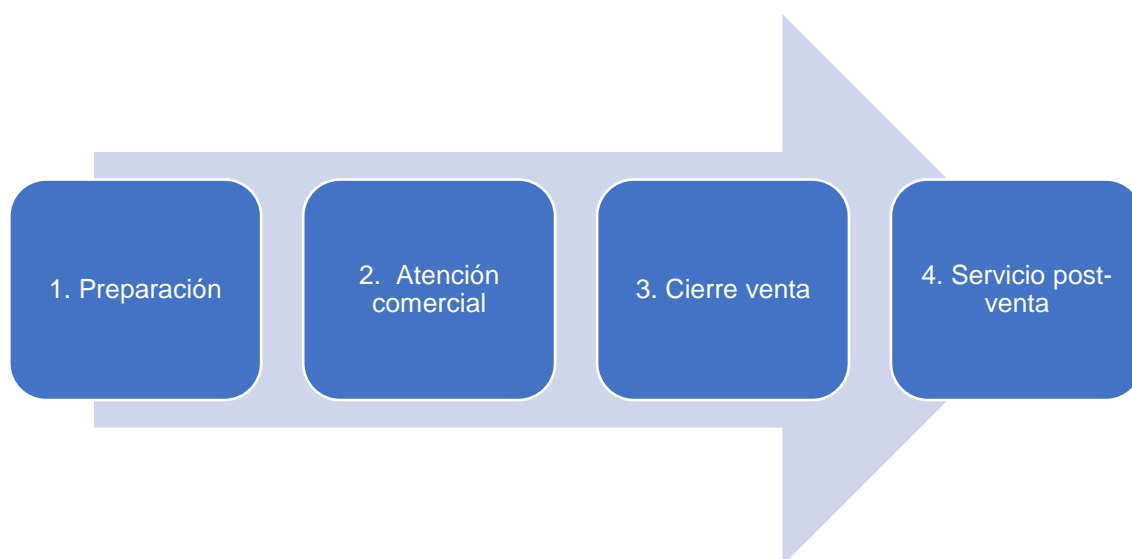 1. Preparación
2. Atención
comercial
3. Cierre venta
4. Servicio post-
venta